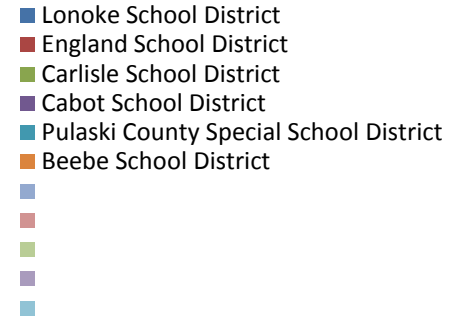 Lonoke School District
England School District
Carlisle School District
Cabot School District
Pulaski County Special School District
Beebe School District